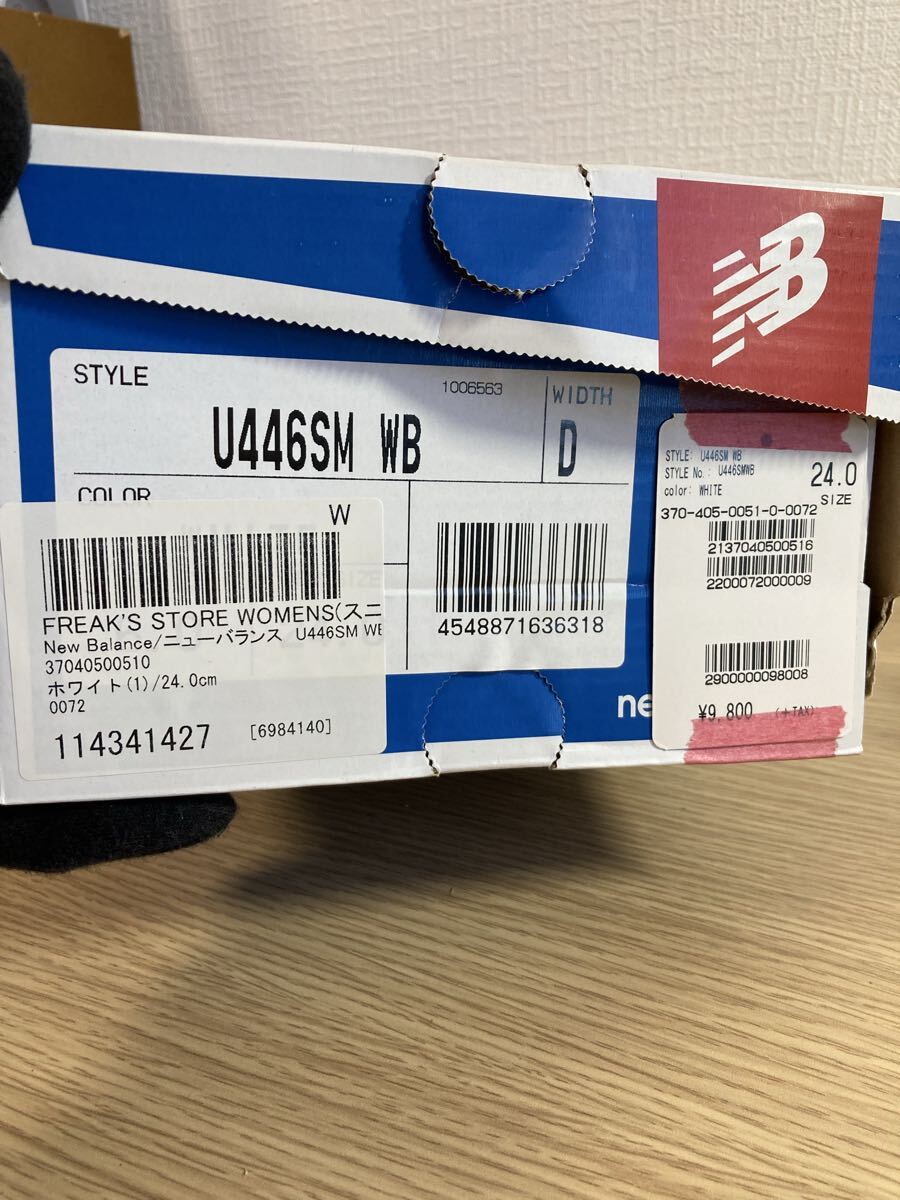 NB
STYLE
1006563
WIDTH
U446SM WB
D
COLOR
4548871636318
W
FREAK'S STORE WOMENS(スニ
New Balance/ニューバランス U446SM WB
37040500510
ホワイト(1)/24.0cm
0072
114341427 [6984140]
STYLE: U446SM WB
STYLE No.: U446SMWB
color: WHITE
24.0
SIZE
370-405-0051-0-0072
2137040500516
2200072000009
2900000098008
¥9,800 (+TAX)
ne